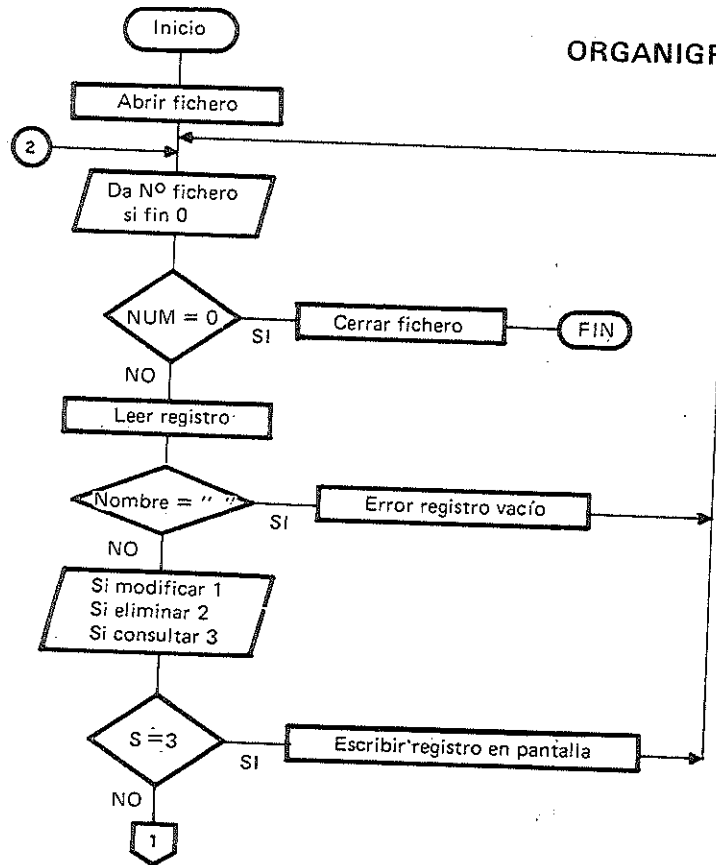 Inicio
ORGANIGR
Abrir fichero
2
Da Nº fichero
si fin 0
NUM = 0
SI
Cerrar fichero
FIN
NO
Leer registro
Nombre = " "
SI
Error registro vacío
NO
Si modificar 1
Si eliminar 2
Si consultar 3
S=3
SI
Escribir registro en pantalla
NO
1